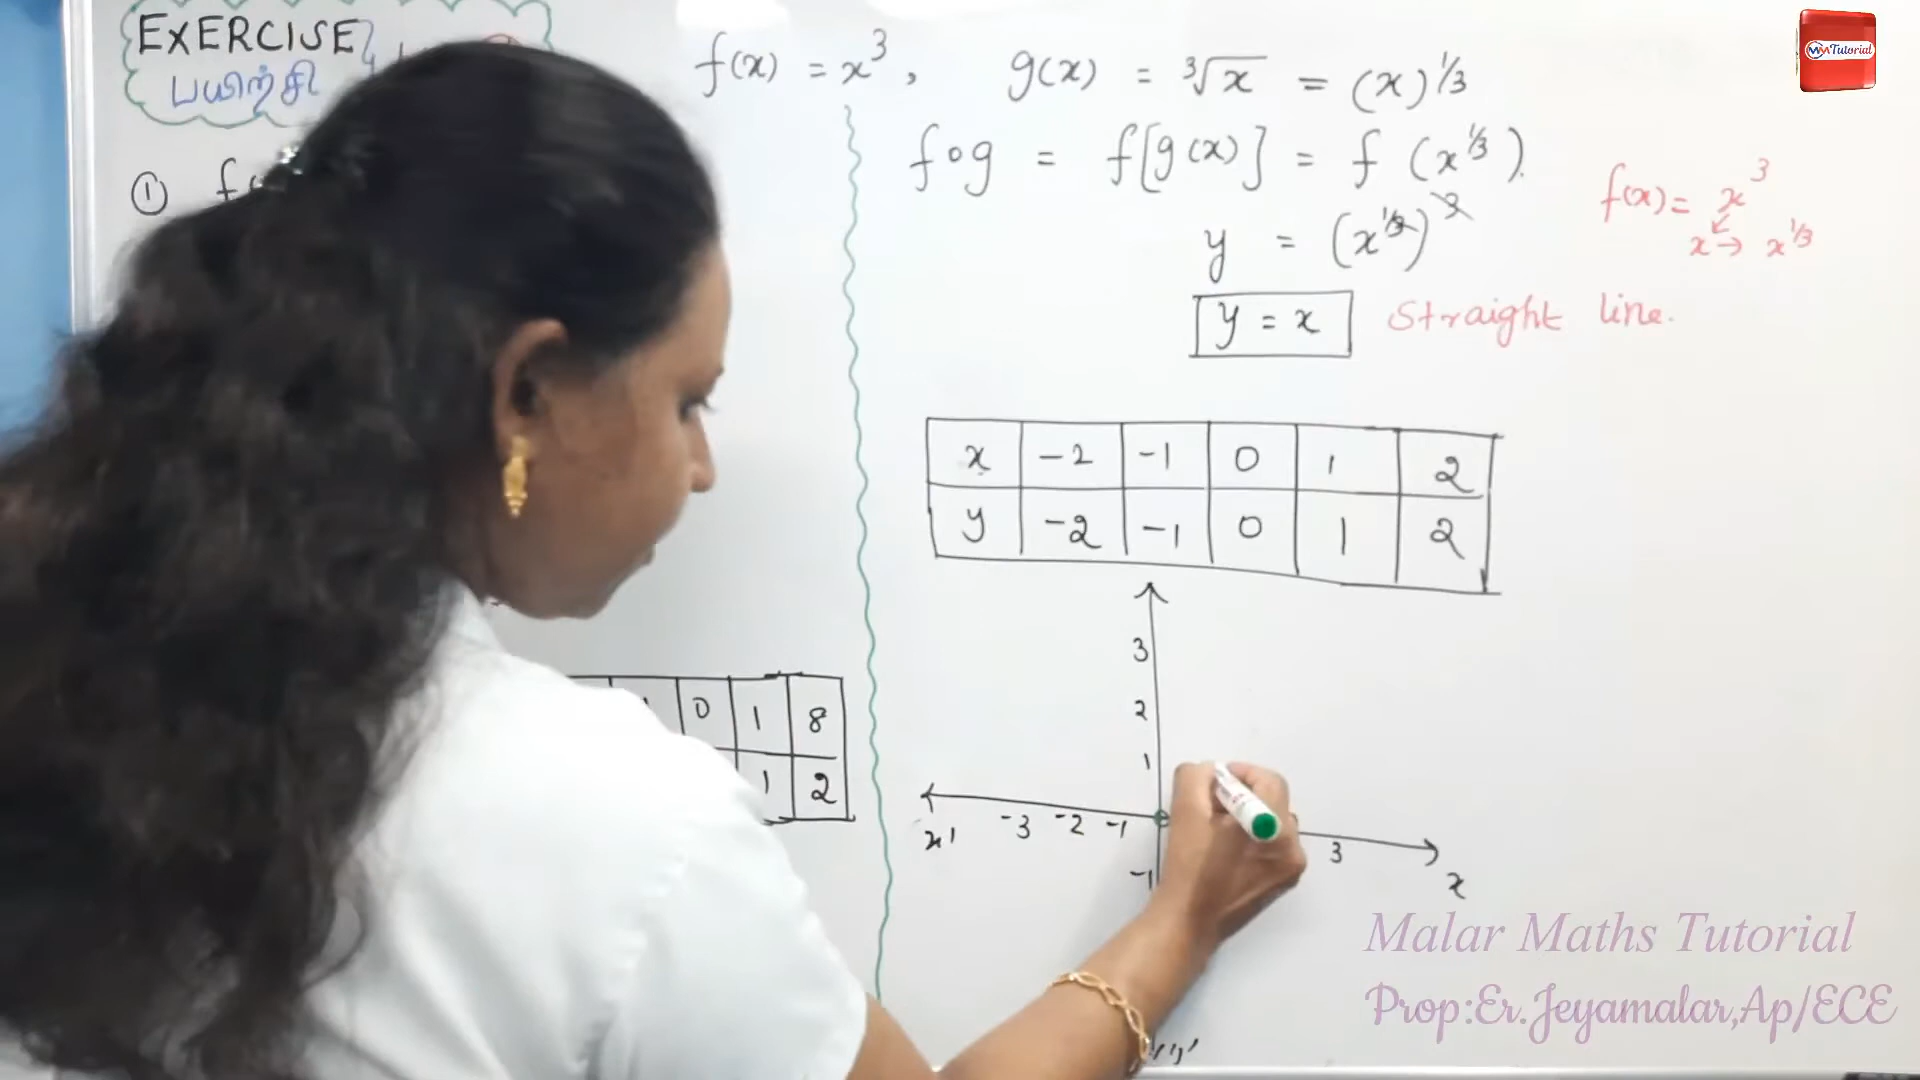 EXERCISE
பயிற்சி
① f
f(x) = x³, g(x) = ∛x = (x)^1/3
fog = f[g(x)] = f(x^1/3).
f(x) = x³
x → x^1/3
y = (x^1/3)³
y = x Straight line.
x -2 -1 0 1 2
y -2 -1 0 1 2
0 1 8
1 2
3
2
1
x' -3 -2 -1 3 x
-1
y'
MM Tutorial
Malar Maths Tutorial
Prop:Er.Jeyamalar,Ap/ECE